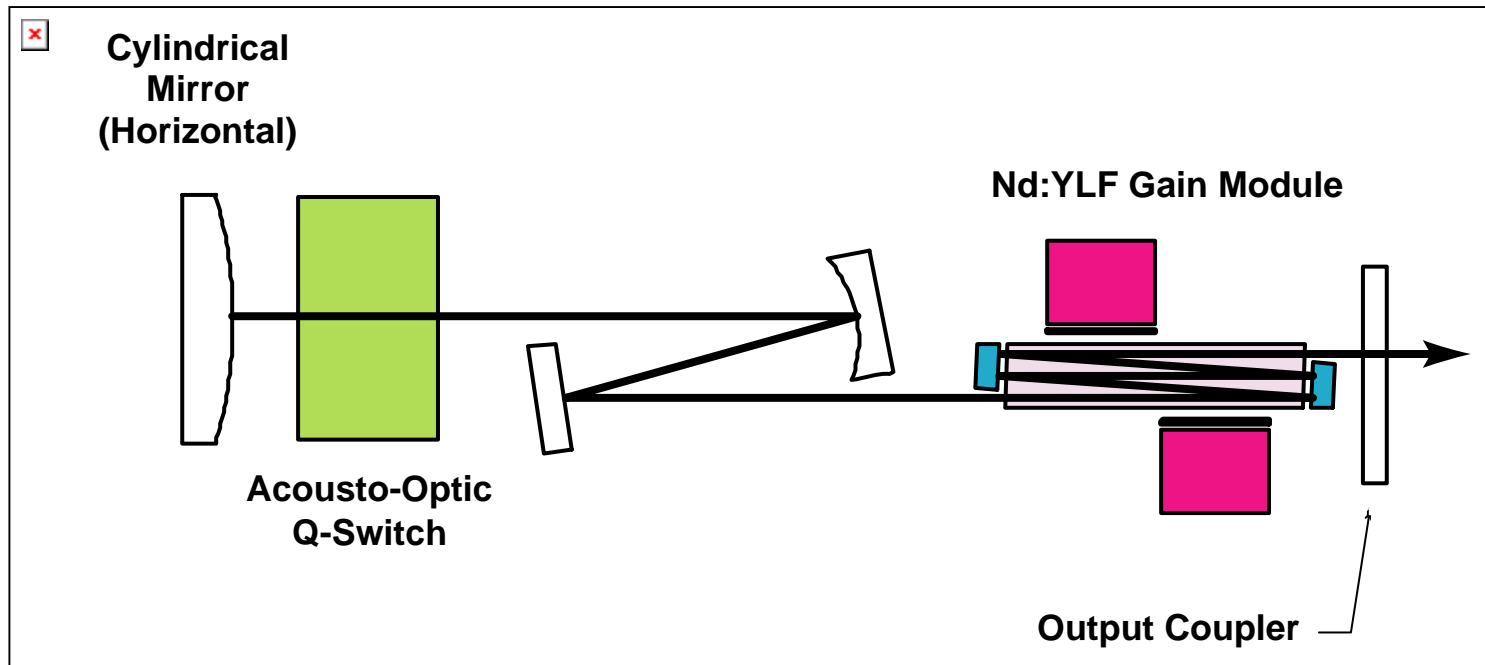 Cylindrical
Mirror
(Horizontal)
Nd:YLF Gain Module
Acousto-Optic
Q-Switch
Output Coupler